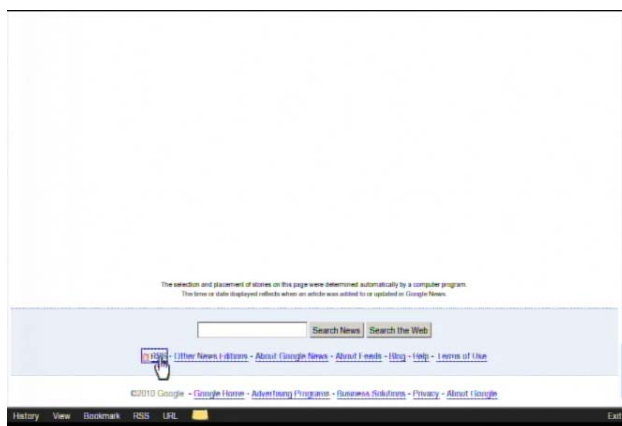 The selection and placement of stories on this page were determined automatically by a computer program.
The time or date displayed reflects when an article was added to or updated in Google News.
Search News Search the Web
RSS - Other News Editions - About Google News - About Feeds - Blog - Help - Terms of Use
©2010 Google - Google Home - Advertising Programs - Business Solutions - Privacy - About Google
History View Bookmark RSS URL Exit